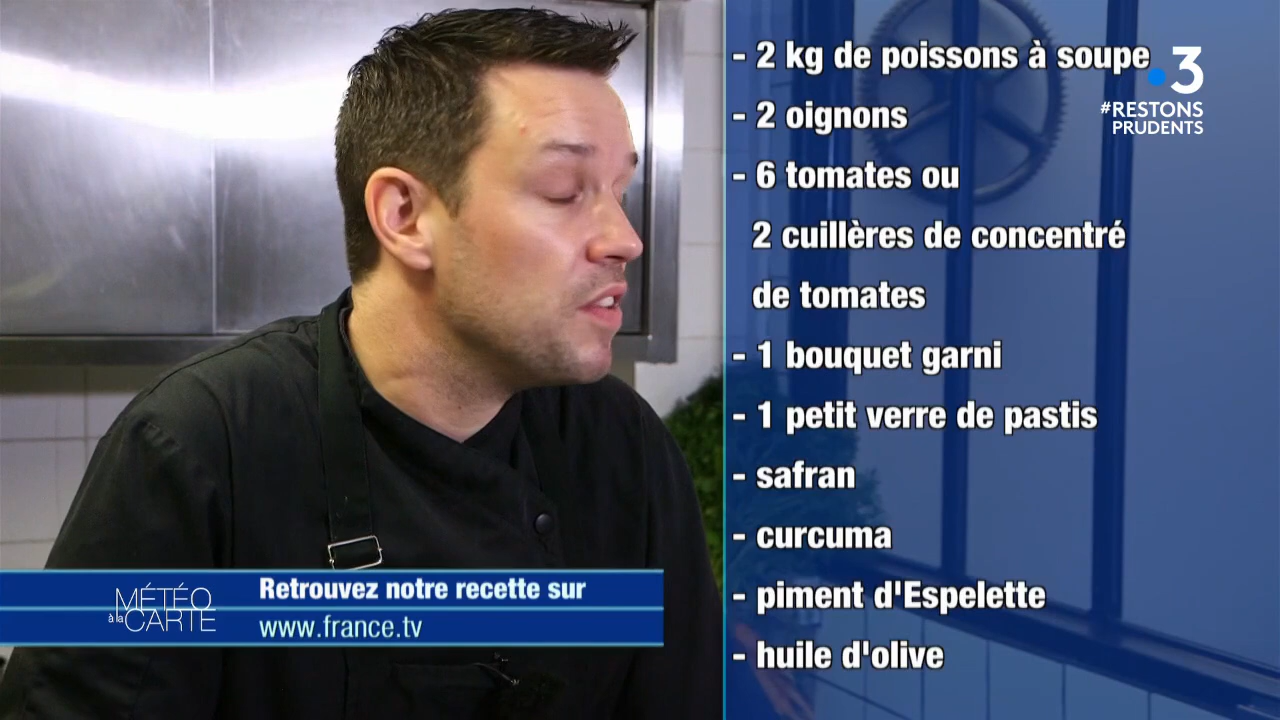 - 2 kg de poissons à soupe
- 2 oignons
- 6 tomates ou
2 cuillères de concentré
de tomates
- 1 bouquet garni
- 1 petit verre de pastis
- safran
- curcuma
- piment d'Espelette
- huile d'olive
3
#RESTONS
PRUDENTS
MÉTÉO
à la CARTE
Retrouvez notre recette sur
www.france.tv